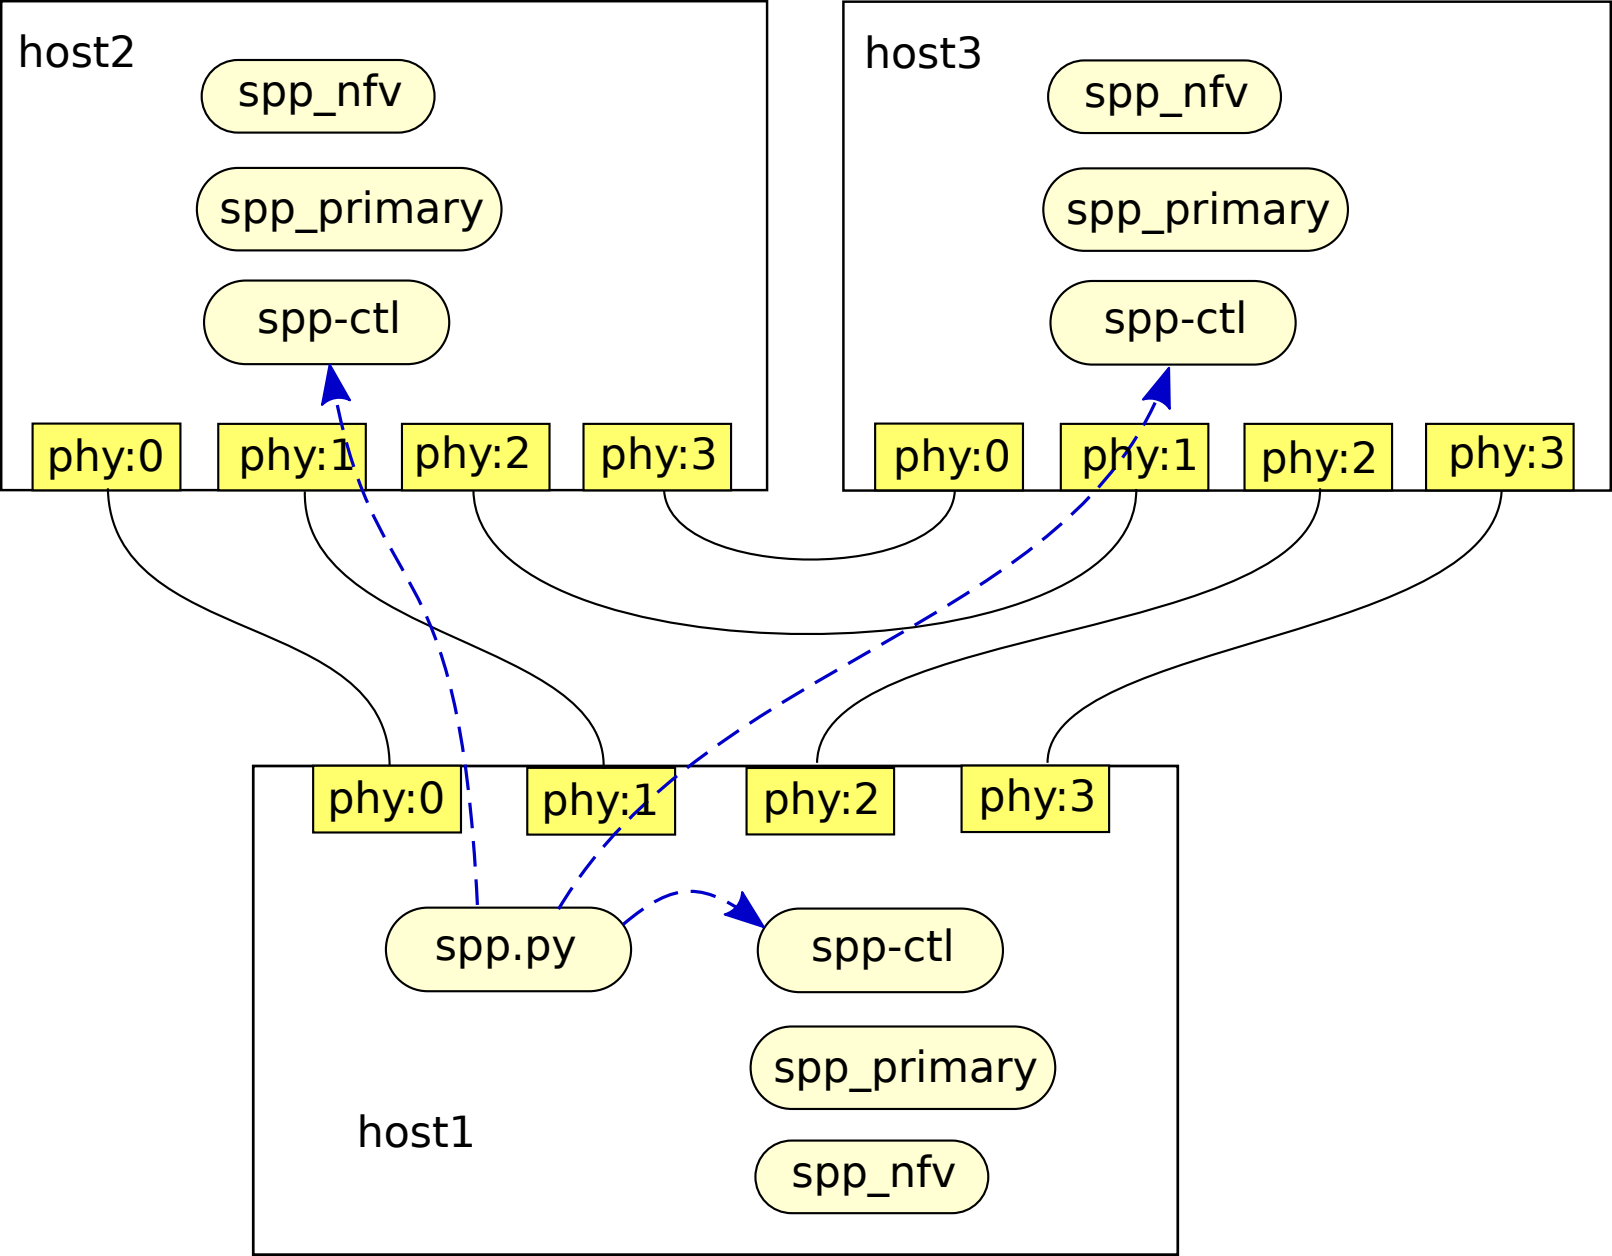 host2
spp_nfv
spp_primary
spp-ctl
phy:0
phy:1
phy:2
phy:3
host3
spp_nfv
spp_primary
spp-ctl
phy:0
phy:1
phy:2
phy:3
phy:0
phy:1
phy:2
phy:3
spp.py
spp-ctl
spp_primary
host1
spp_nfv